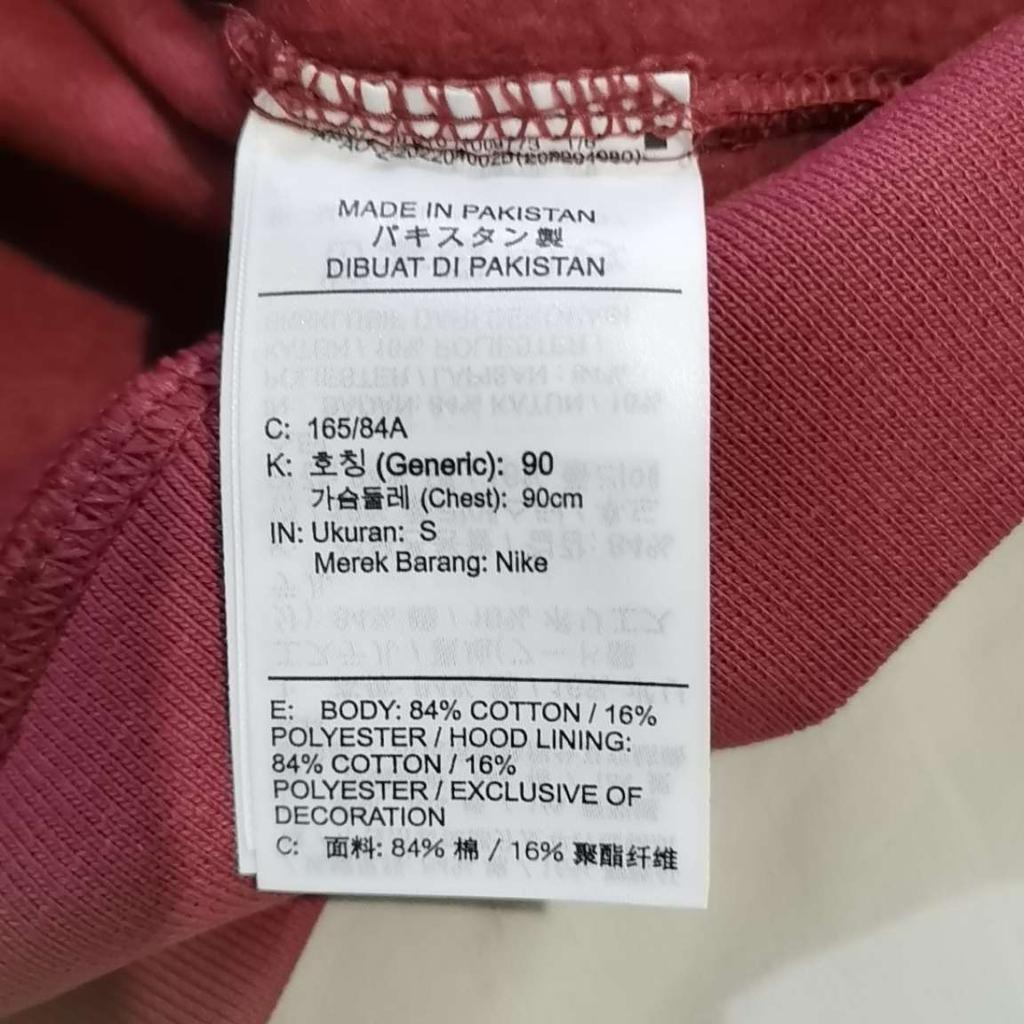 MADE IN PAKISTAN
パキスタン製
DIBUAT DI PAKISTAN
C: 165/84A
K: 호칭 (Generic): 90
가슴둘레 (Chest): 90cm
IN: Ukuran: S
Merek Barang: Nike
E: BODY: 84% COTTON / 16%
POLYESTER / HOOD LINING:
84% COTTON / 16%
POLYESTER / EXCLUSIVE OF
DECORATION
C: 面料: 84% 棉 / 16% 聚酯纤维